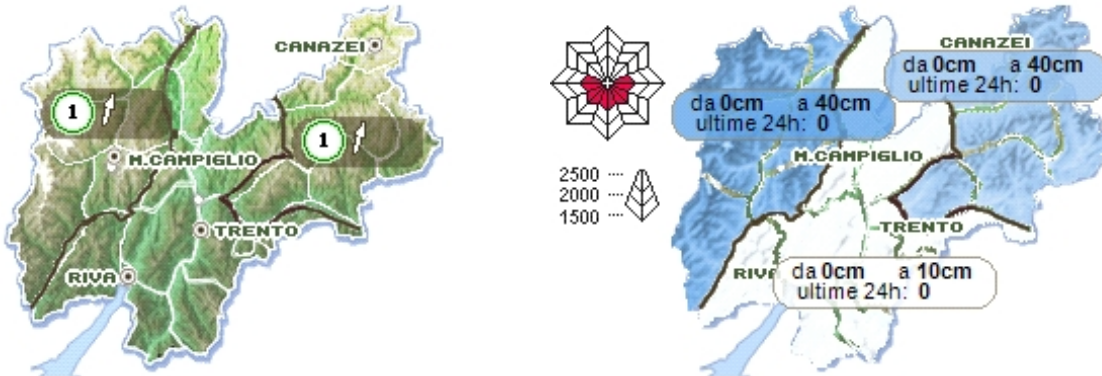 CANAZEI
1
1
M.CAMPIGLIO
TRENTO
RIVA
CANAZEI
da 0cm a 40cm
ultime 24h: 0
da 0cm a 40cm
ultime 24h: 0
M.CAMPIGLIO
2500
2000
1500
TRENTO
RIVA
da 0cm a 10cm
ultime 24h: 0